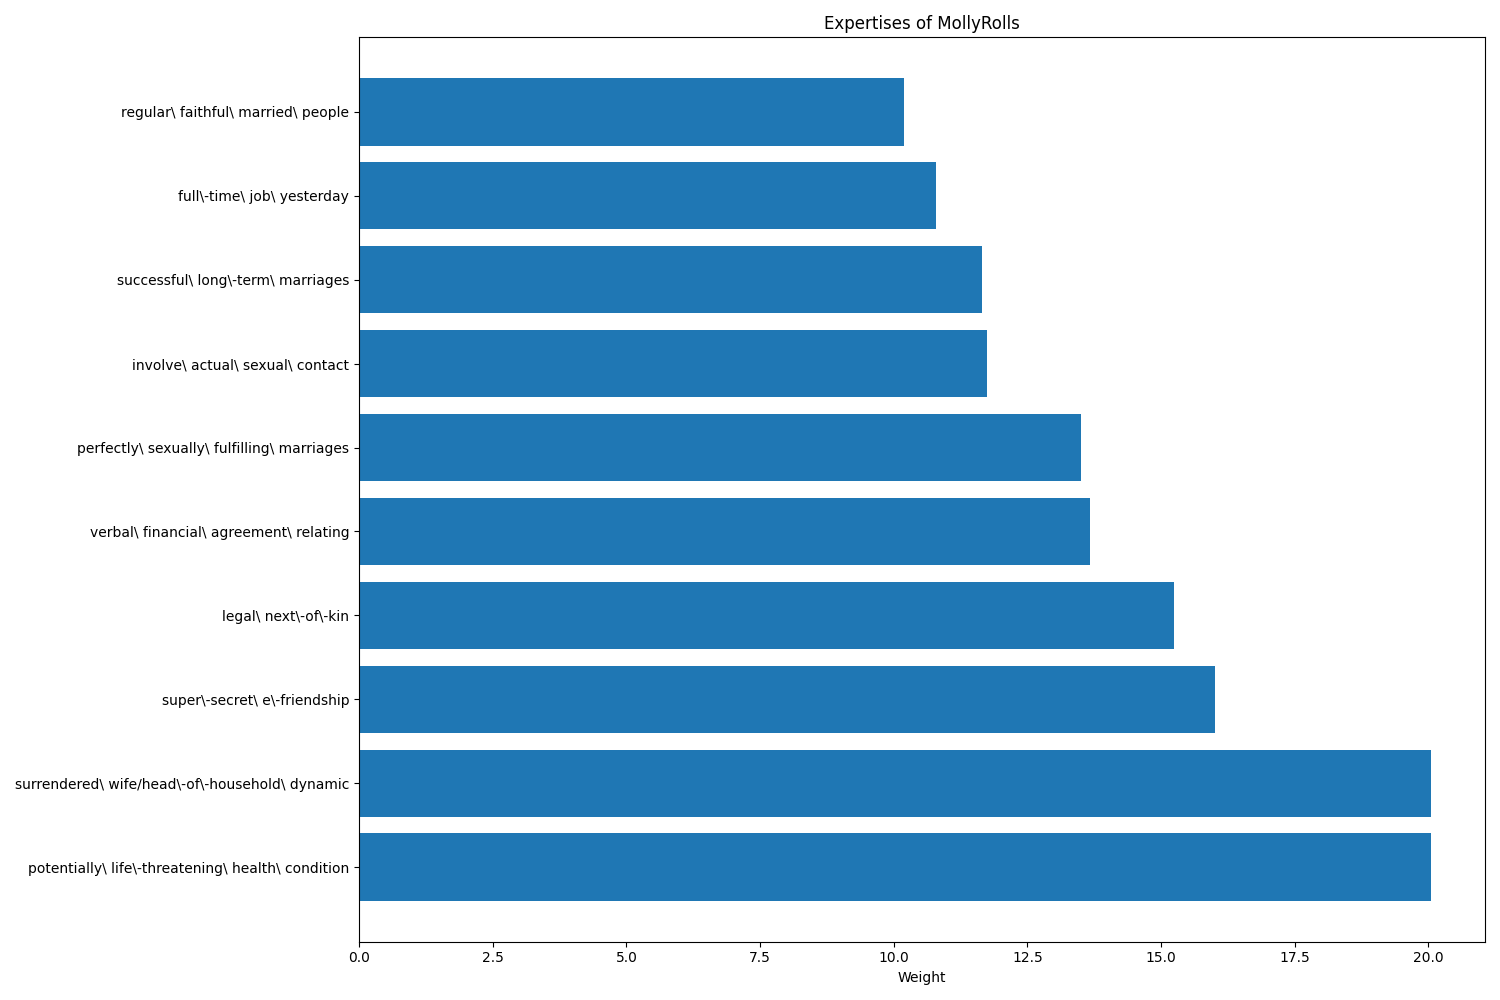 Expertises of MollyRolls
regular\ faithful\ married\ people
full\-time\ job\ yesterday
successful\ long\-term\ marriages
involve\ actual\ sexual\ contact
perfectly\ sexually\ fulfilling\ marriages
verbal\ financial\ agreement\ relating
legal\ next\-of\-kin
super\-secret\ e\-friendship
surrendered\ wife/head\-of\-household\ dynamic
potentially\ life\-threatening\ health\ condition
0.0 2.5 5.0 7.5 10.0 12.5 15.0 17.5 20.0
Weight